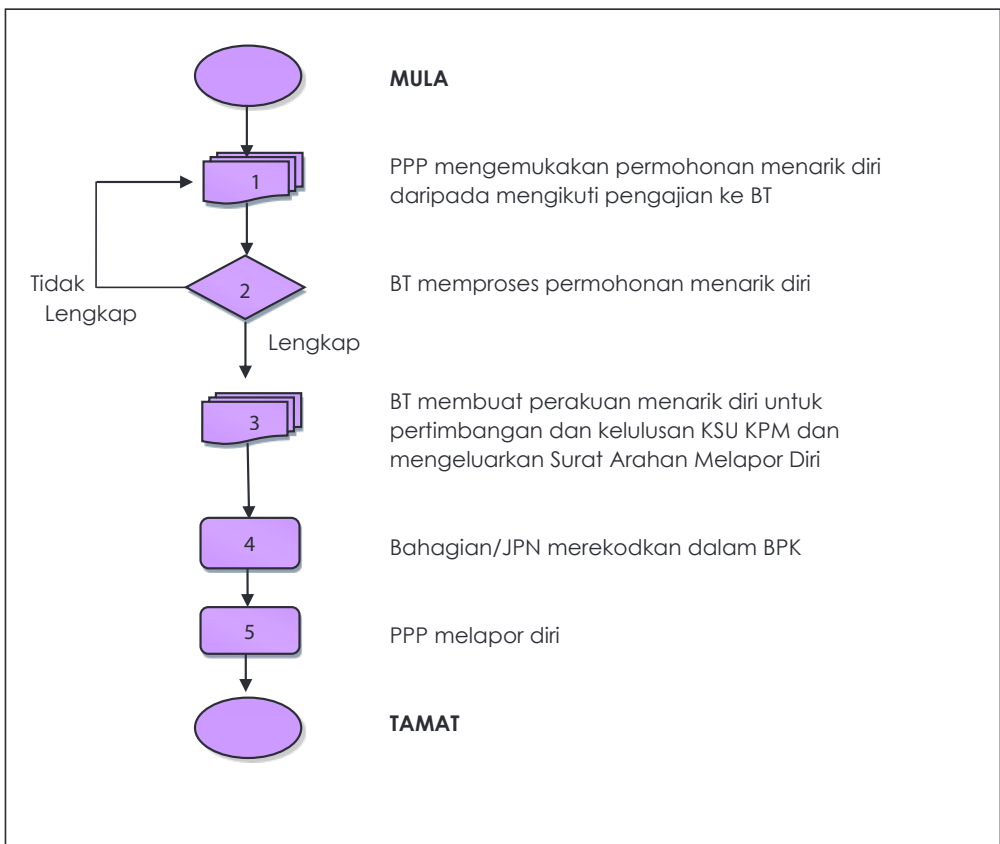 MULA
1
PPP mengemukakan permohonan menarik diri
daripada mengikuti pengajian ke BT
Tidak
Lengkap
2
BT memproses permohonan menarik diri
Lengkap
3
BT membuat perakuan menarik diri untuk
pertimbangan dan kelulusan KSU KPM dan
mengeluarkan Surat Arahan Melapor Diri
4
Bahagian/JPN merekodkan dalam BPK
5
PPP melapor diri
TAMAT